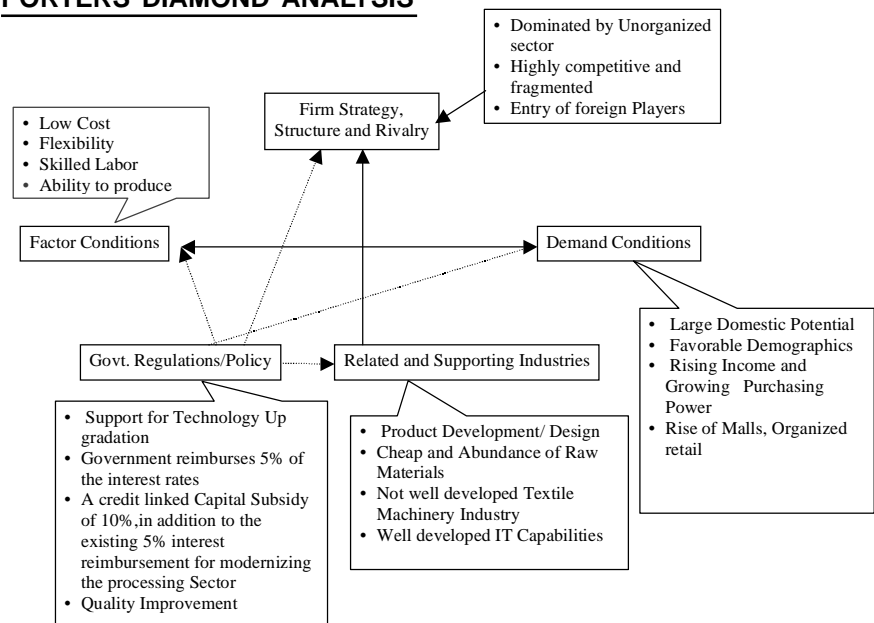 PORTERS DIAMOND ANALYSIS
• Dominated by Unorganized
sector
• Highly competitive and
fragmented
• Entry of foreign Players
Firm Strategy,
Structure and Rivalry
• Low Cost
• Flexibility
• Skilled Labor
• Ability to produce
Factor Conditions
Demand Conditions
• Large Domestic Potential
• Favorable Demographics
• Rising Income and
Growing Purchasing
Power
• Rise of Malls, Organized
retail
Govt. Regulations/Policy
Related and Supporting Industries
• Support for Technology Up
gradation
• Government reimburses 5% of
the interest rates
• A credit linked Capital Subsidy
of 10%,in addition to the
existing 5% interest
reimbursement for modernizing
the processing Sector
• Quality Improvement
• Product Development/ Design
• Cheap and Abundance of Raw
Materials
• Not well developed Textile
Machinery Industry
• Well developed IT Capabilities